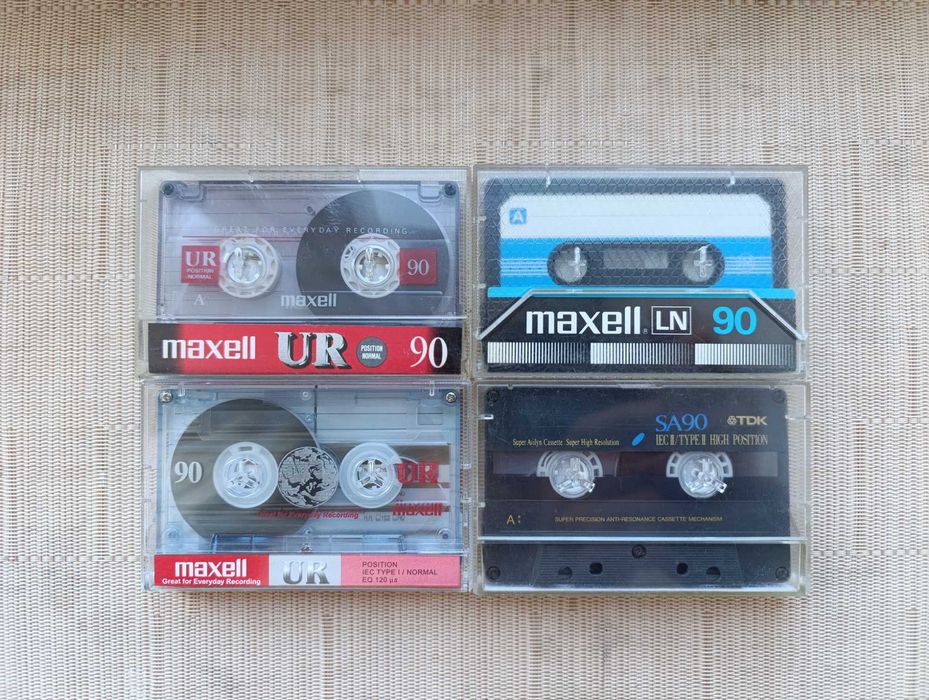 GREAT FOR EVERYDAY RECORDING
UR
POSITION
·NORMAL·
90
A
maxell
maxell UR POSITION NORMAL 90
A
maxell LN 90
90
UR
maxell
Great for Everyday Recording
maxell
Great for Everyday Recording
UR
POSITION
IEC TYPE I / NORMAL
EQ 120 µs
SA90 TDK
Super Avilyn Cassette Super High Resolution IEC II/TYPE II HIGH POSITION
A:
SUPER PRECISION ANTI-RESONANCE CASSETTE MECHANISM